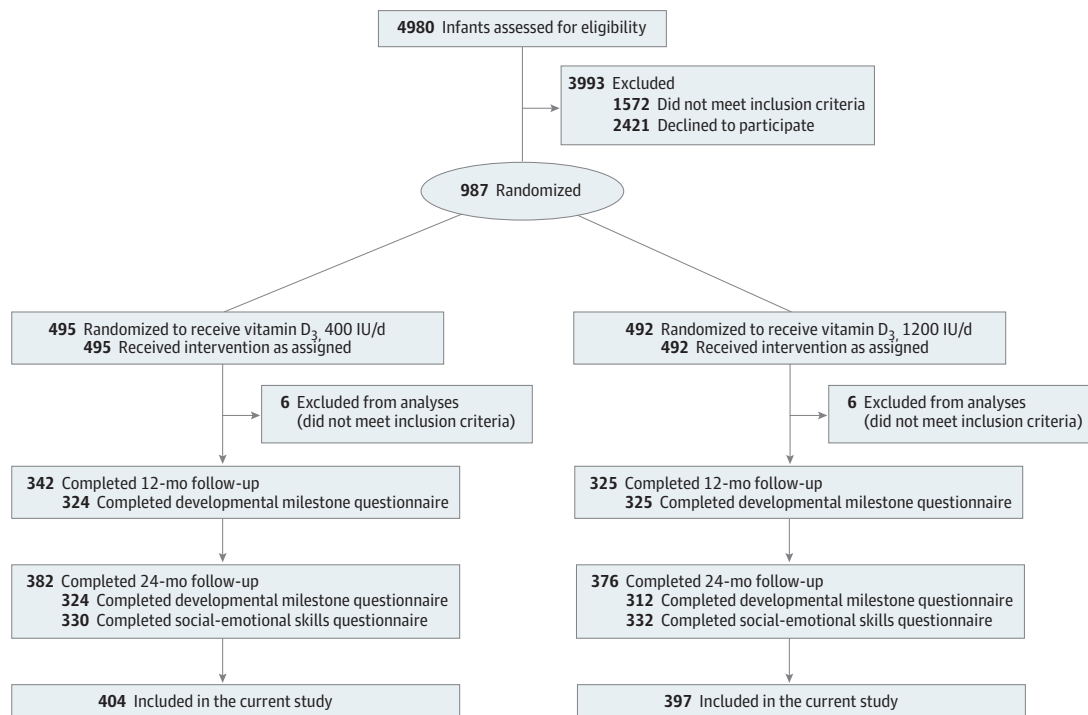 4980 Infants assessed for eligibility
3993 Excluded
1572 Did not meet inclusion criteria
2421 Declined to participate
987 Randomized
495 Randomized to receive vitamin D3, 400 IU/d
495 Received intervention as assigned
492 Randomized to receive vitamin D3, 1200 IU/d
492 Received intervention as assigned
6 Excluded from analyses
(did not meet inclusion criteria)
6 Excluded from analyses
(did not meet inclusion criteria)
342 Completed 12-mo follow-up
324 Completed developmental milestone questionnaire
325 Completed 12-mo follow-up
325 Completed developmental milestone questionnaire
382 Completed 24-mo follow-up
324 Completed developmental milestone questionnaire
330 Completed social-emotional skills questionnaire
376 Completed 24-mo follow-up
312 Completed developmental milestone questionnaire
332 Completed social-emotional skills questionnaire
404 Included in the current study
397 Included in the current study